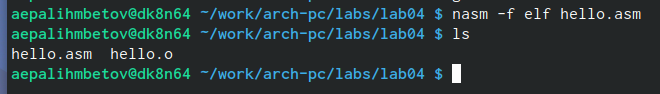 aepalihmbetov@dk8n64 ~/work/arch-pc/labs/lab04 $ nasm -f elf hello.asm
aepalihmbetov@dk8n64 ~/work/arch-pc/labs/lab04 $ ls
hello.asm  hello.o
aepalihmbetov@dk8n64 ~/work/arch-pc/labs/lab04 $